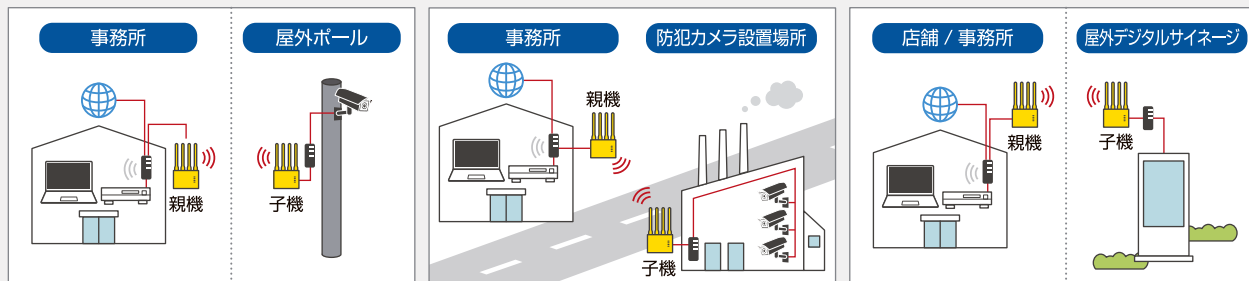 事務所
屋外ポール
親機
子機
事務所
防犯カメラ設置場所
親機
子機
店舗 / 事務所
屋外デジタルサイネージ
親機
子機